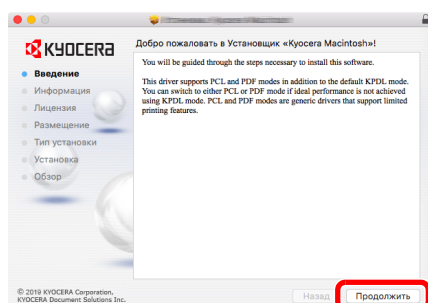 KYOCERA
Добро пожаловать в Установщик «Kyocera Macintosh»!
Введение
Информация
Лицензия
Размещение
Тип установки
Установка
Обзор
You will be guided through the steps necessary to install this software.
This driver supports PCL and PDF modes in addition to the default KPDL mode.
You can switch to either PCL or PDF mode if ideal performance is not achieved
using KPDL mode. PCL and PDF modes are generic drivers that support limited
printing features.
© 2019 KYOCERA Corporation,
KYOCERA Document Solutions Inc.
Назад
Продолжить